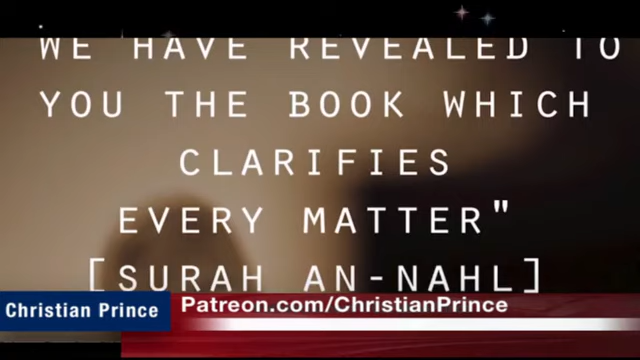 WE HAVE REVEALED TO
YOU THE BOOK WHICH
CLARIFIES
EVERY MATTER"
[SURAH AN-NAHL]
Christian Prince
Patreon.com/ChristianPrince